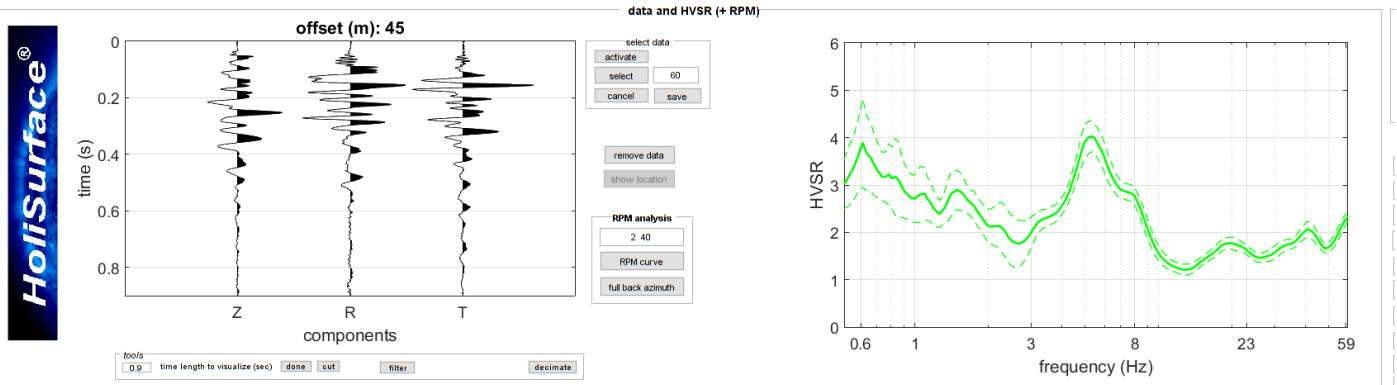 data and HVSR (+ RPM)
HoliSurface®
offset (m): 45
0
0.2
0.4
0.6
0.8
time (s)
Z R T
components
tools
0.9 time length to visualize (sec) done cut filter decimate
select data
activate
select 60
cancel save
remove data
show location
RPM analysis
2 40
RPM curve
full back azimuth
6
5
4
3
2
1
0
HVSR
0.6 1 3 8 23 59
frequency (Hz)